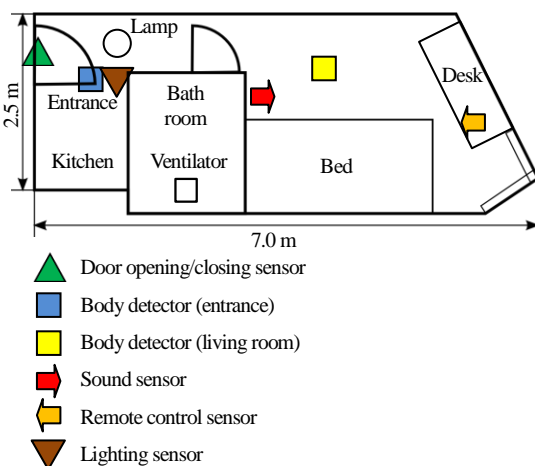 Lamp
2.5 m
Entrance
Bath
room
Desk
Kitchen
Ventilator
Bed
7.0 m
Door opening/closing sensor
Body detector (entrance)
Body detector (living room)
Sound sensor
Remote control sensor
Lighting sensor